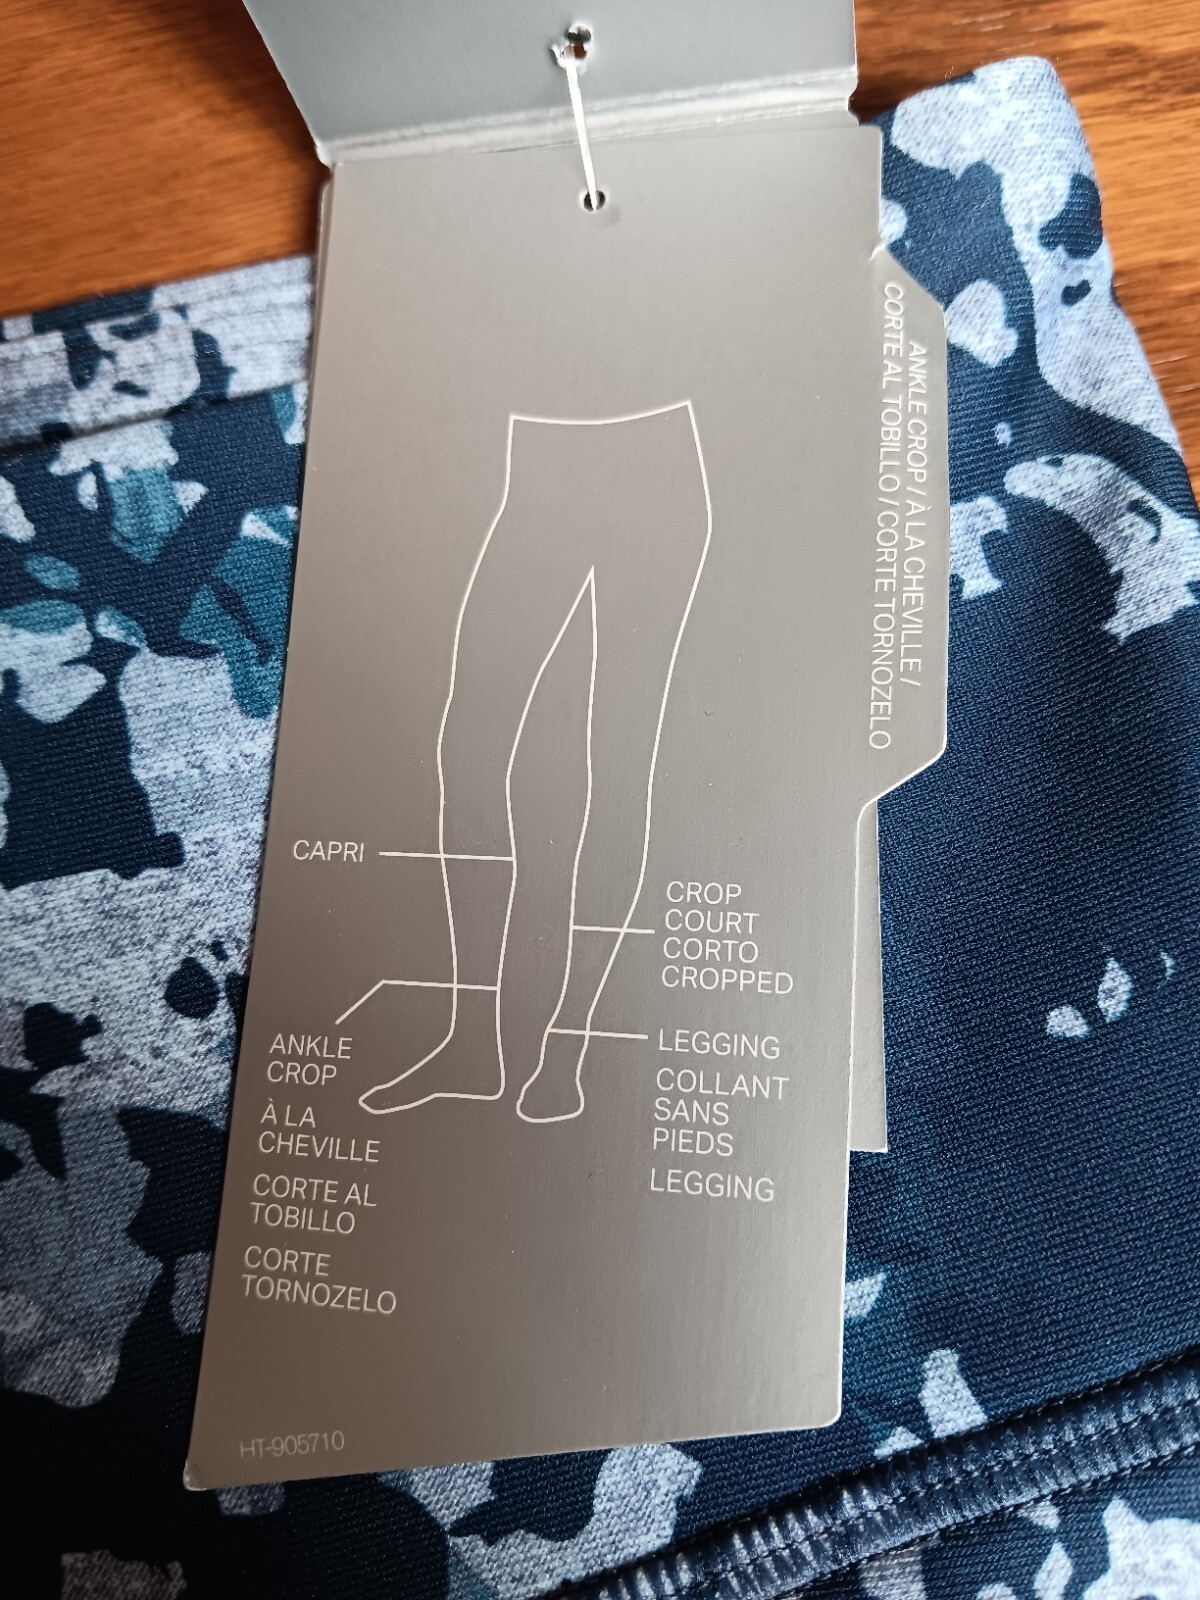 ANKLE CROP / À LA CHEVILLE /
CORTE AL TOBILLO / CORTE TORNOZELO
CAPRI
CROP
COURT
CORTO
CROPPED
ANKLE
CROP
À LA
CHEVILLE
CORTE AL
TOBILLO
CORTE
TORNOZELO
LEGGING
COLLANT
SANS
PIEDS
LEGGING
HT-905710